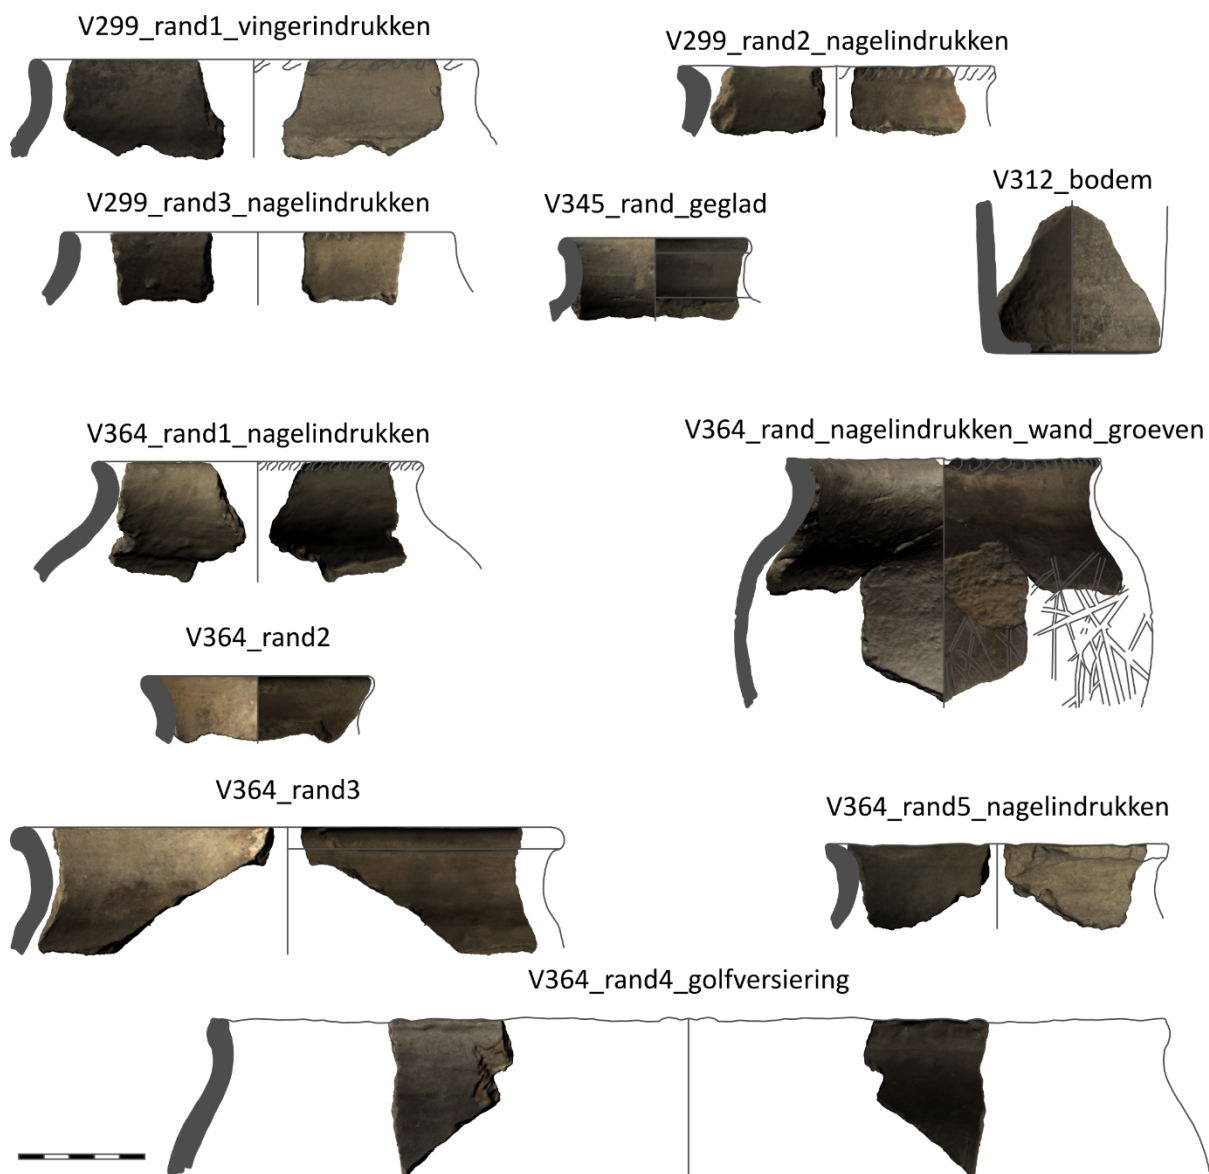 V299_rand1_vingerindrukken
V299_rand2_nagelindrukken
V299_rand3_nagelindrukken
V345_rand_geglad
V312_bodem
V364_rand1_nagelindrukken
V364_rand_nagelindrukken_wand_groeven
V364_rand2
V364_rand3
V364_rand5_nagelindrukken
V364_rand4_golfversiering